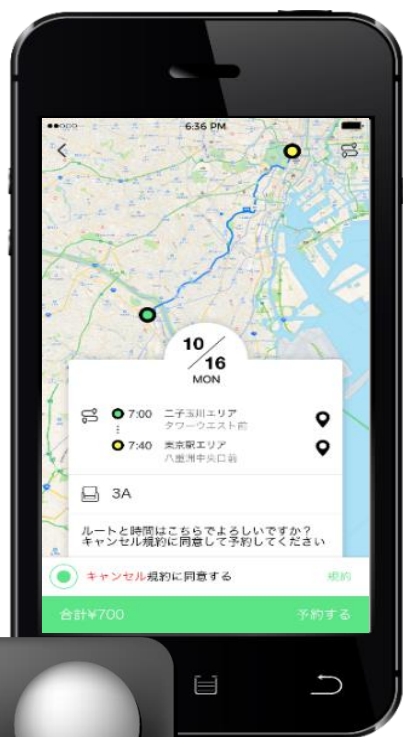 6:36 PM
10
16
MON
7:00 二子玉川エリア
タワーウエスト前
7:40 東京駅エリア
八重洲中央口前
3A
ルートと時間はこちらでよろしいですか？
キャンセル規約に同意して予約してください
キャンセル規約に同意する 規約
合計¥700 予約する